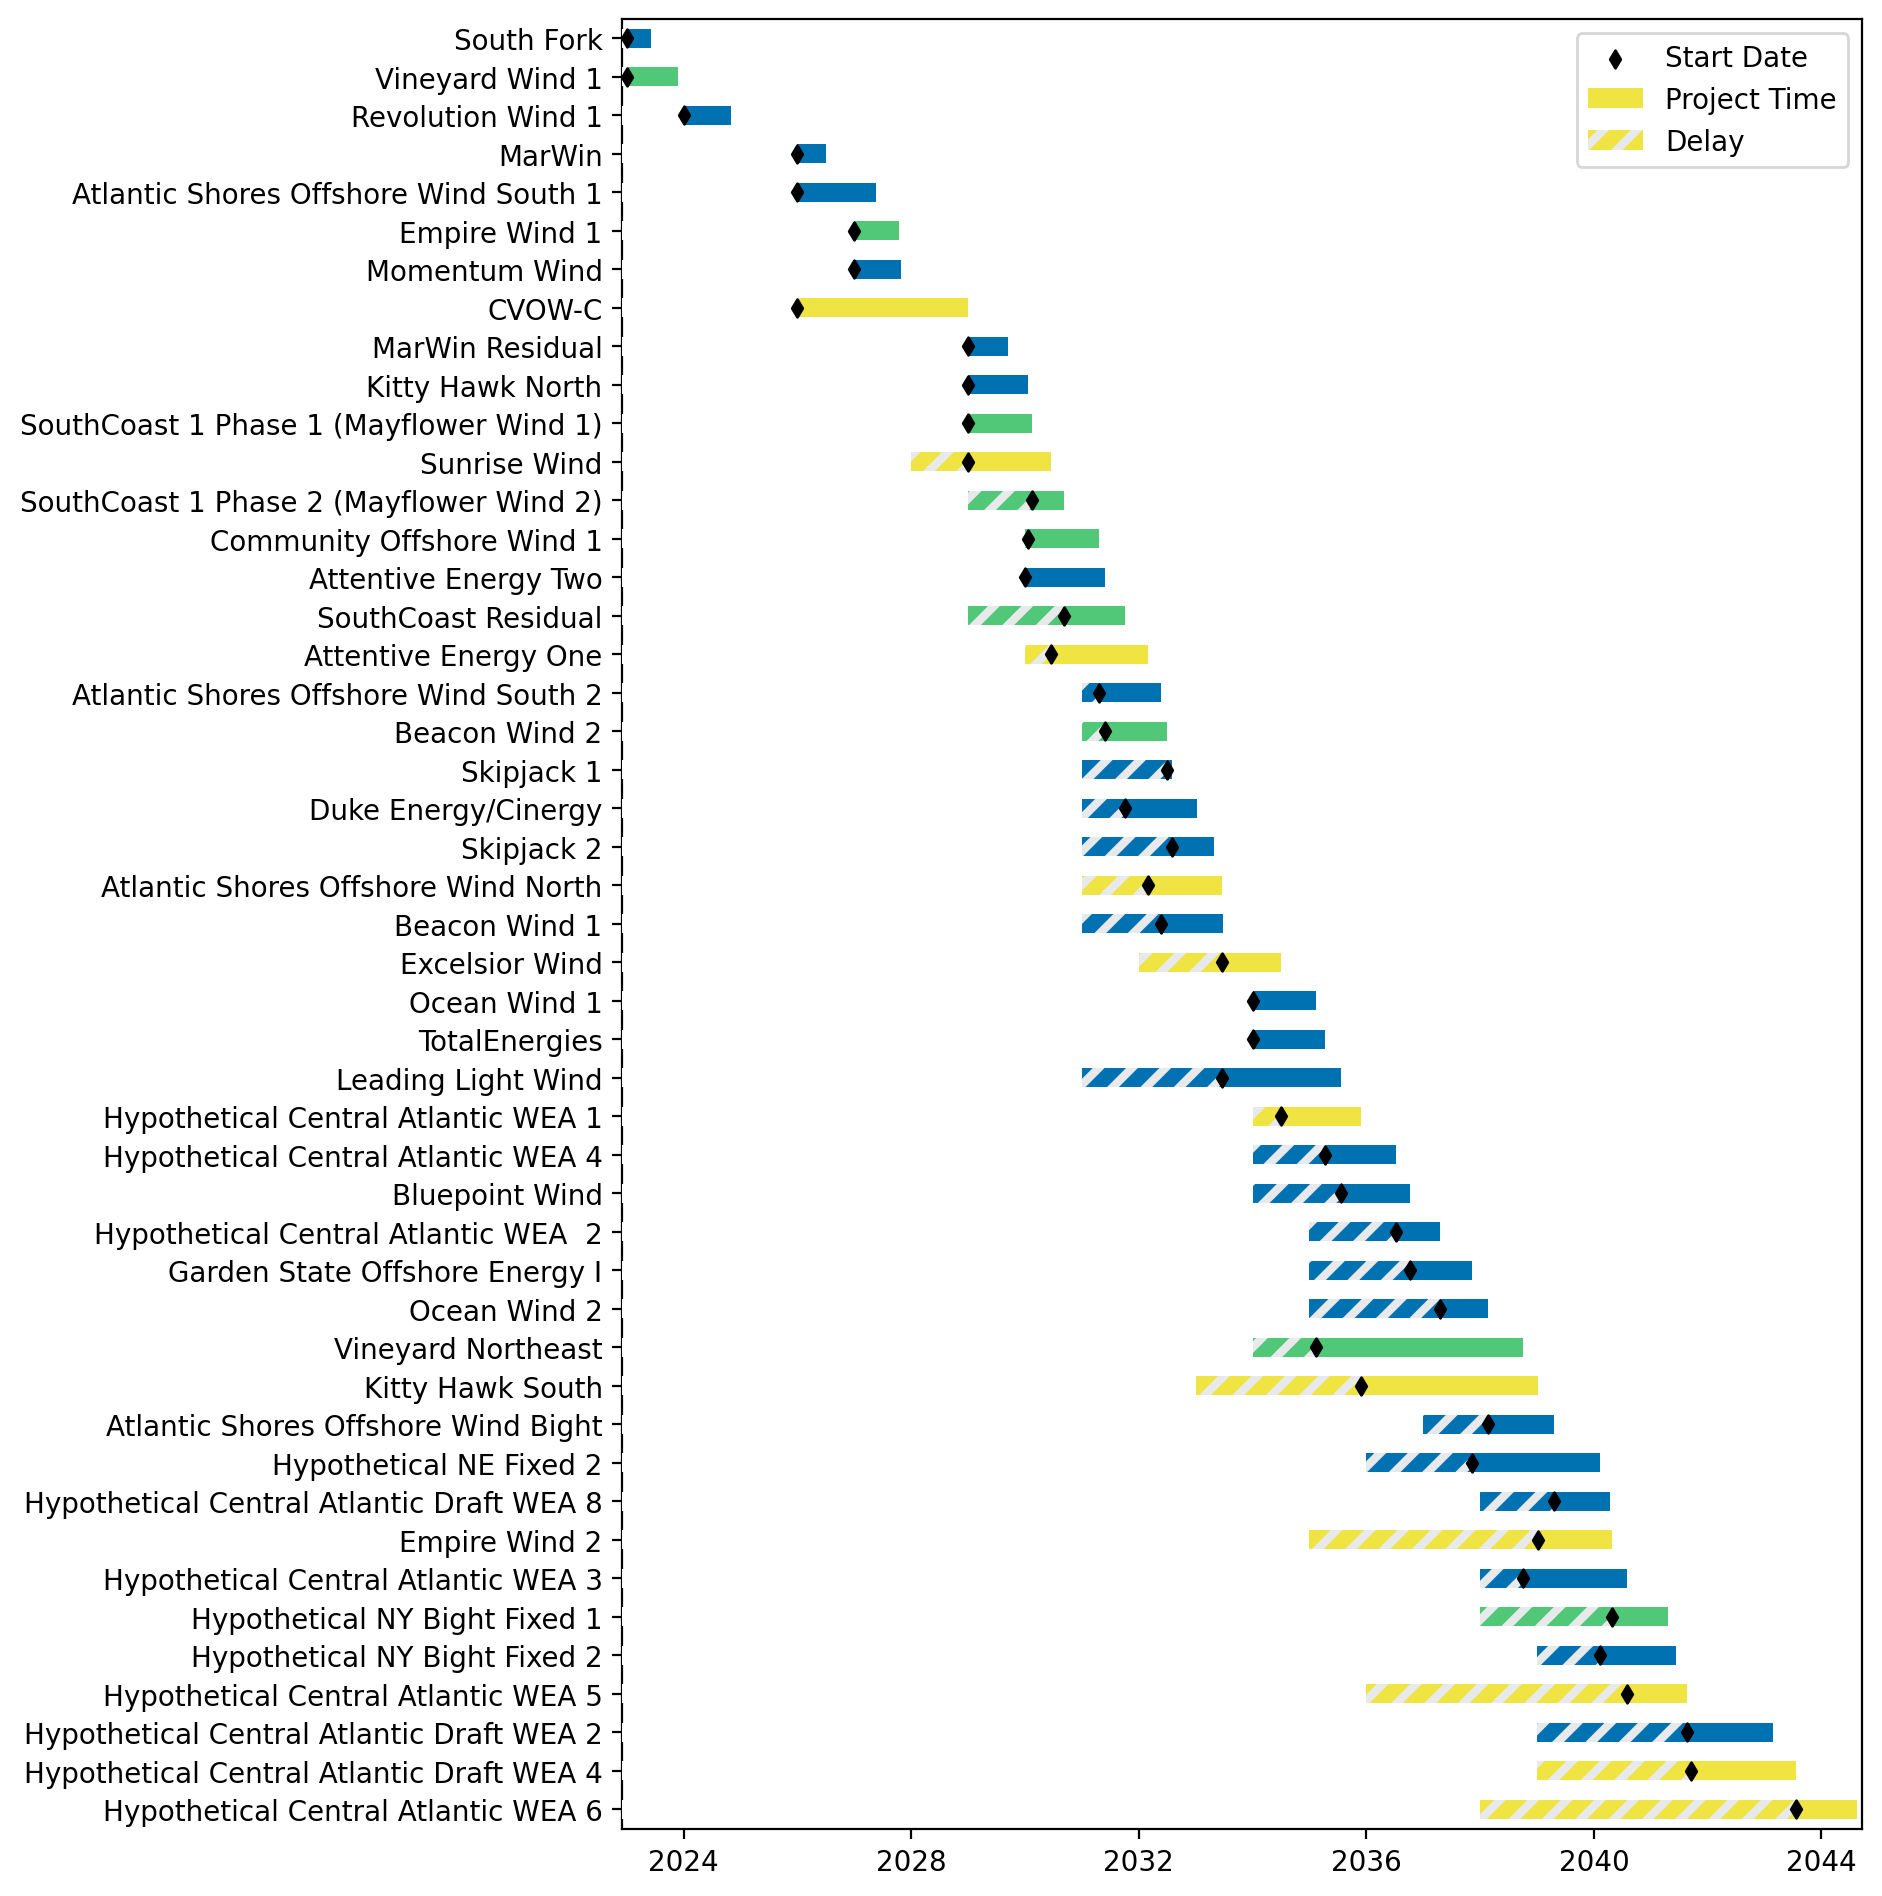 South Fork
Vineyard Wind 1
Revolution Wind 1
MarWin
Atlantic Shores Offshore Wind South 1
Empire Wind 1
Momentum Wind
CVOW-C
MarWin Residual
Kitty Hawk North
SouthCoast 1 Phase 1 (Mayflower Wind 1)
Sunrise Wind
SouthCoast 1 Phase 2 (Mayflower Wind 2)
Community Offshore Wind 1
Attentive Energy Two
SouthCoast Residual
Attentive Energy One
Atlantic Shores Offshore Wind South 2
Beacon Wind 2
Skipjack 1
Duke Energy/Cinergy
Skipjack 2
Atlantic Shores Offshore Wind North
Beacon Wind 1
Excelsior Wind
Ocean Wind 1
TotalEnergies
Leading Light Wind
Hypothetical Central Atlantic WEA 1
Hypothetical Central Atlantic WEA 4
Bluepoint Wind
Hypothetical Central Atlantic WEA  2
Garden State Offshore Energy I
Ocean Wind 2
Vineyard Northeast
Kitty Hawk South
Atlantic Shores Offshore Wind Bight
Hypothetical NE Fixed 2
Hypothetical Central Atlantic Draft WEA 8
Empire Wind 2
Hypothetical Central Atlantic WEA 3
Hypothetical NY Bight Fixed 1
Hypothetical NY Bight Fixed 2
Hypothetical Central Atlantic WEA 5
Hypothetical Central Atlantic Draft WEA 2
Hypothetical Central Atlantic Draft WEA 4
Hypothetical Central Atlantic WEA 6
Start Date
Project Time
Delay
2024 2028 2032 2036 2040 2044